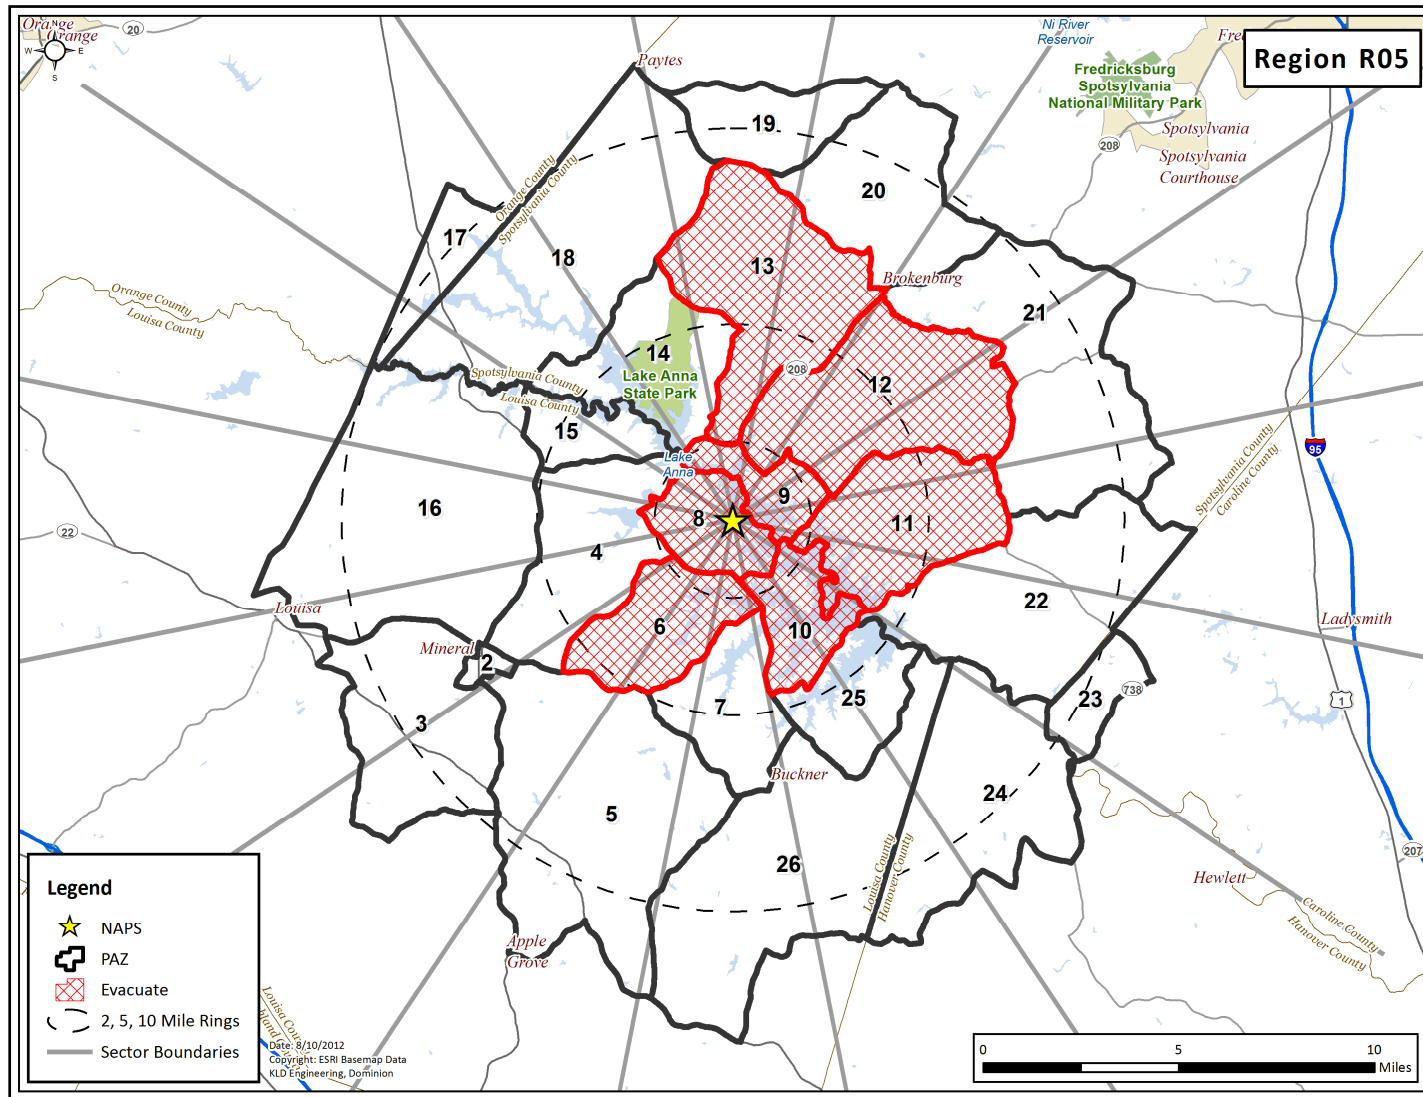 Orange
Orange
20
N
W
E
S
Paytes
Ni River
Reservoir
Region R05
Fredricksburg
Spotsylvania
National Military Park
Spotsylvania
208
Spotsylvania
Courthouse
19
20
Orange County
Spotsylvania County
17
18
13
Brokenburg
21
Orange County
Louisa County
14
Lake Anna
State Park
208
12
Spotsylvania County
Louisa County
15
Lake
Anna
95
Spotsylvania County
Caroline County
9
16
8
11
22
4
Louisa
22
Ladysmith
6
10
Mineral
2
738
23
25
1
3
7
Buckner
24
5
26
Louisa County
Hanover County
207
Hewlett
Caroline County
Hanover County
Apple
Grove
Legend
NAPS
PAZ
Evacuate
2, 5, 10 Mile Rings
Sector Boundaries
Louisa County
Date: 8/10/2012
Copyright: ESRI Basemap Data
KLD Engineering, Dominion
0
5
10
Miles